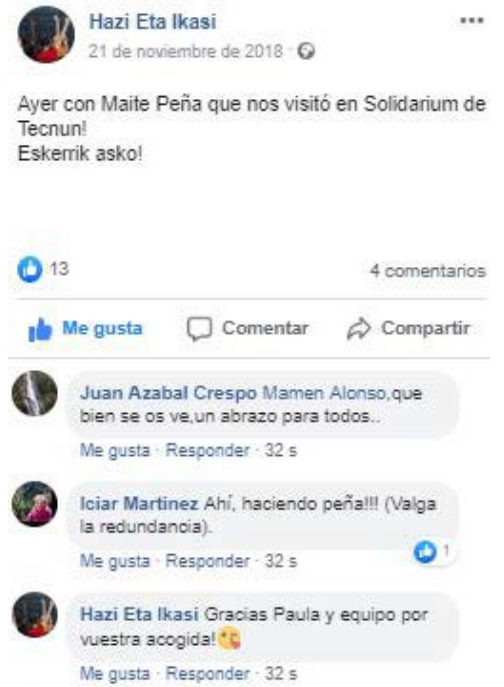 Hazi Eta Ikasi
21 de noviembre de 2018
Ayer con Maite Peña que nos visitó en Solidarium de
Tecnun!
Eskerrik asko!
13
4 comentarios
Me gusta
Comentar
Compartir
Juan Azabal Crespo Mamen Alonso,que
bien se os ve,un abrazo para todos..
Me gusta · Responder · 32 s
Iciar Martinez Ahí, haciendo peña!!! (Valga
la redundancia).
1
Me gusta · Responder · 32 s
Hazi Eta Ikasi Gracias Paula y equipo por
vuestra acogida!😘
Me gusta · Responder · 32 s